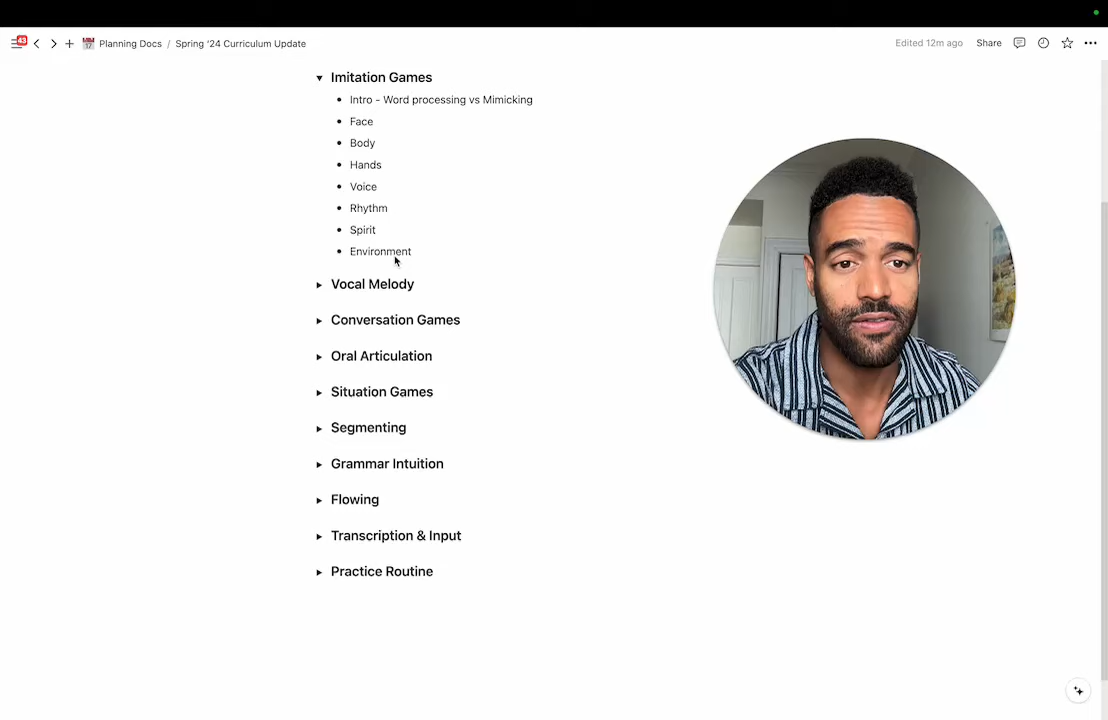 43
Planning Docs / Spring '24 Curriculum Update
Edited 12m ago
Share
Imitation Games
Intro - Word processing vs Mimicking
Face
Body
Hands
Voice
Rhythm
Spirit
Environment
Vocal Melody
Conversation Games
Oral Articulation
Situation Games
Segmenting
Grammar Intuition
Flowing
Transcription & Input
Practice Routine